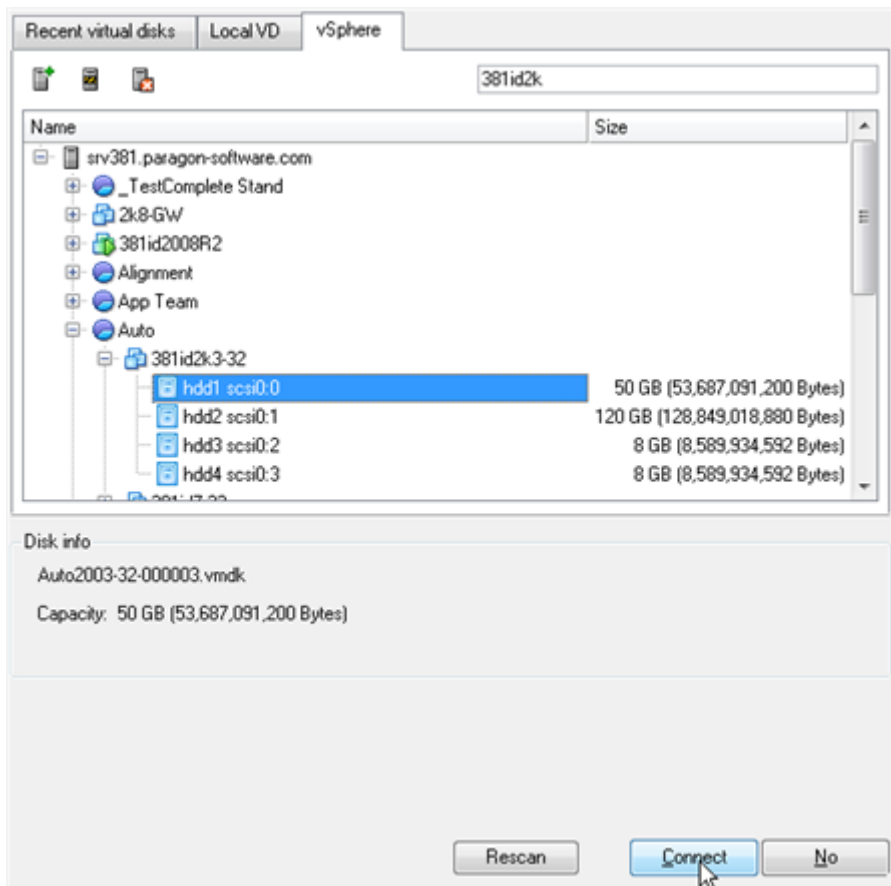 Recent virtual disks Local VD vSphere
381id2k
Name Size
srv381.paragon-software.com
_TestComplete Stand
2k8-GW
381id2008R2
Alignment
App Team
Auto
381id2k3-32
hdd1 scsi0:0 50 GB (53,687,091,200 Bytes)
hdd2 scsi0:1 120 GB (128,849,018,880 Bytes)
hdd3 scsi0:2 8 GB (8,589,934,592 Bytes)
hdd4 scsi0:3 8 GB (8,589,934,592 Bytes)
Disk info
Auto2003-32-000003.vmdk
Capacity: 50 GB (53,687,091,200 Bytes)
Rescan Connect No